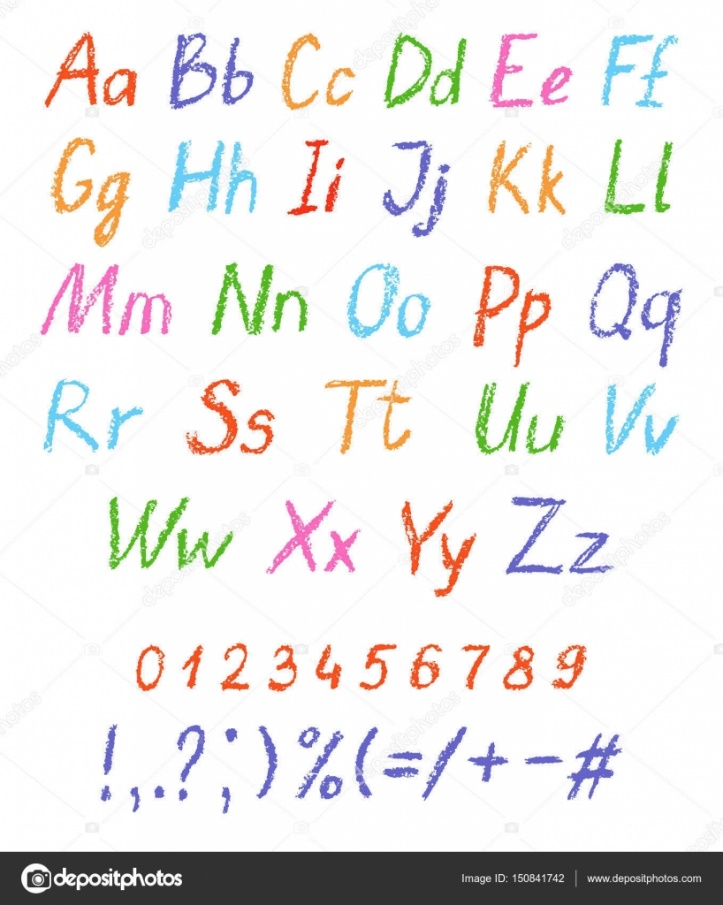 Aa Bb Cc Dd Ee Ff
Gg Hh Ii Jj Kk Ll
Mm Nn Oo Pp Qq
Rr Ss Tt Uu Vv
Ww Xx Yy Zz
0 1 2 3 4 5 6 7 8 9
! , . ? ; ) % ( = / + - #
depositphotos Image ID: 150841742 www.depositphotos.com